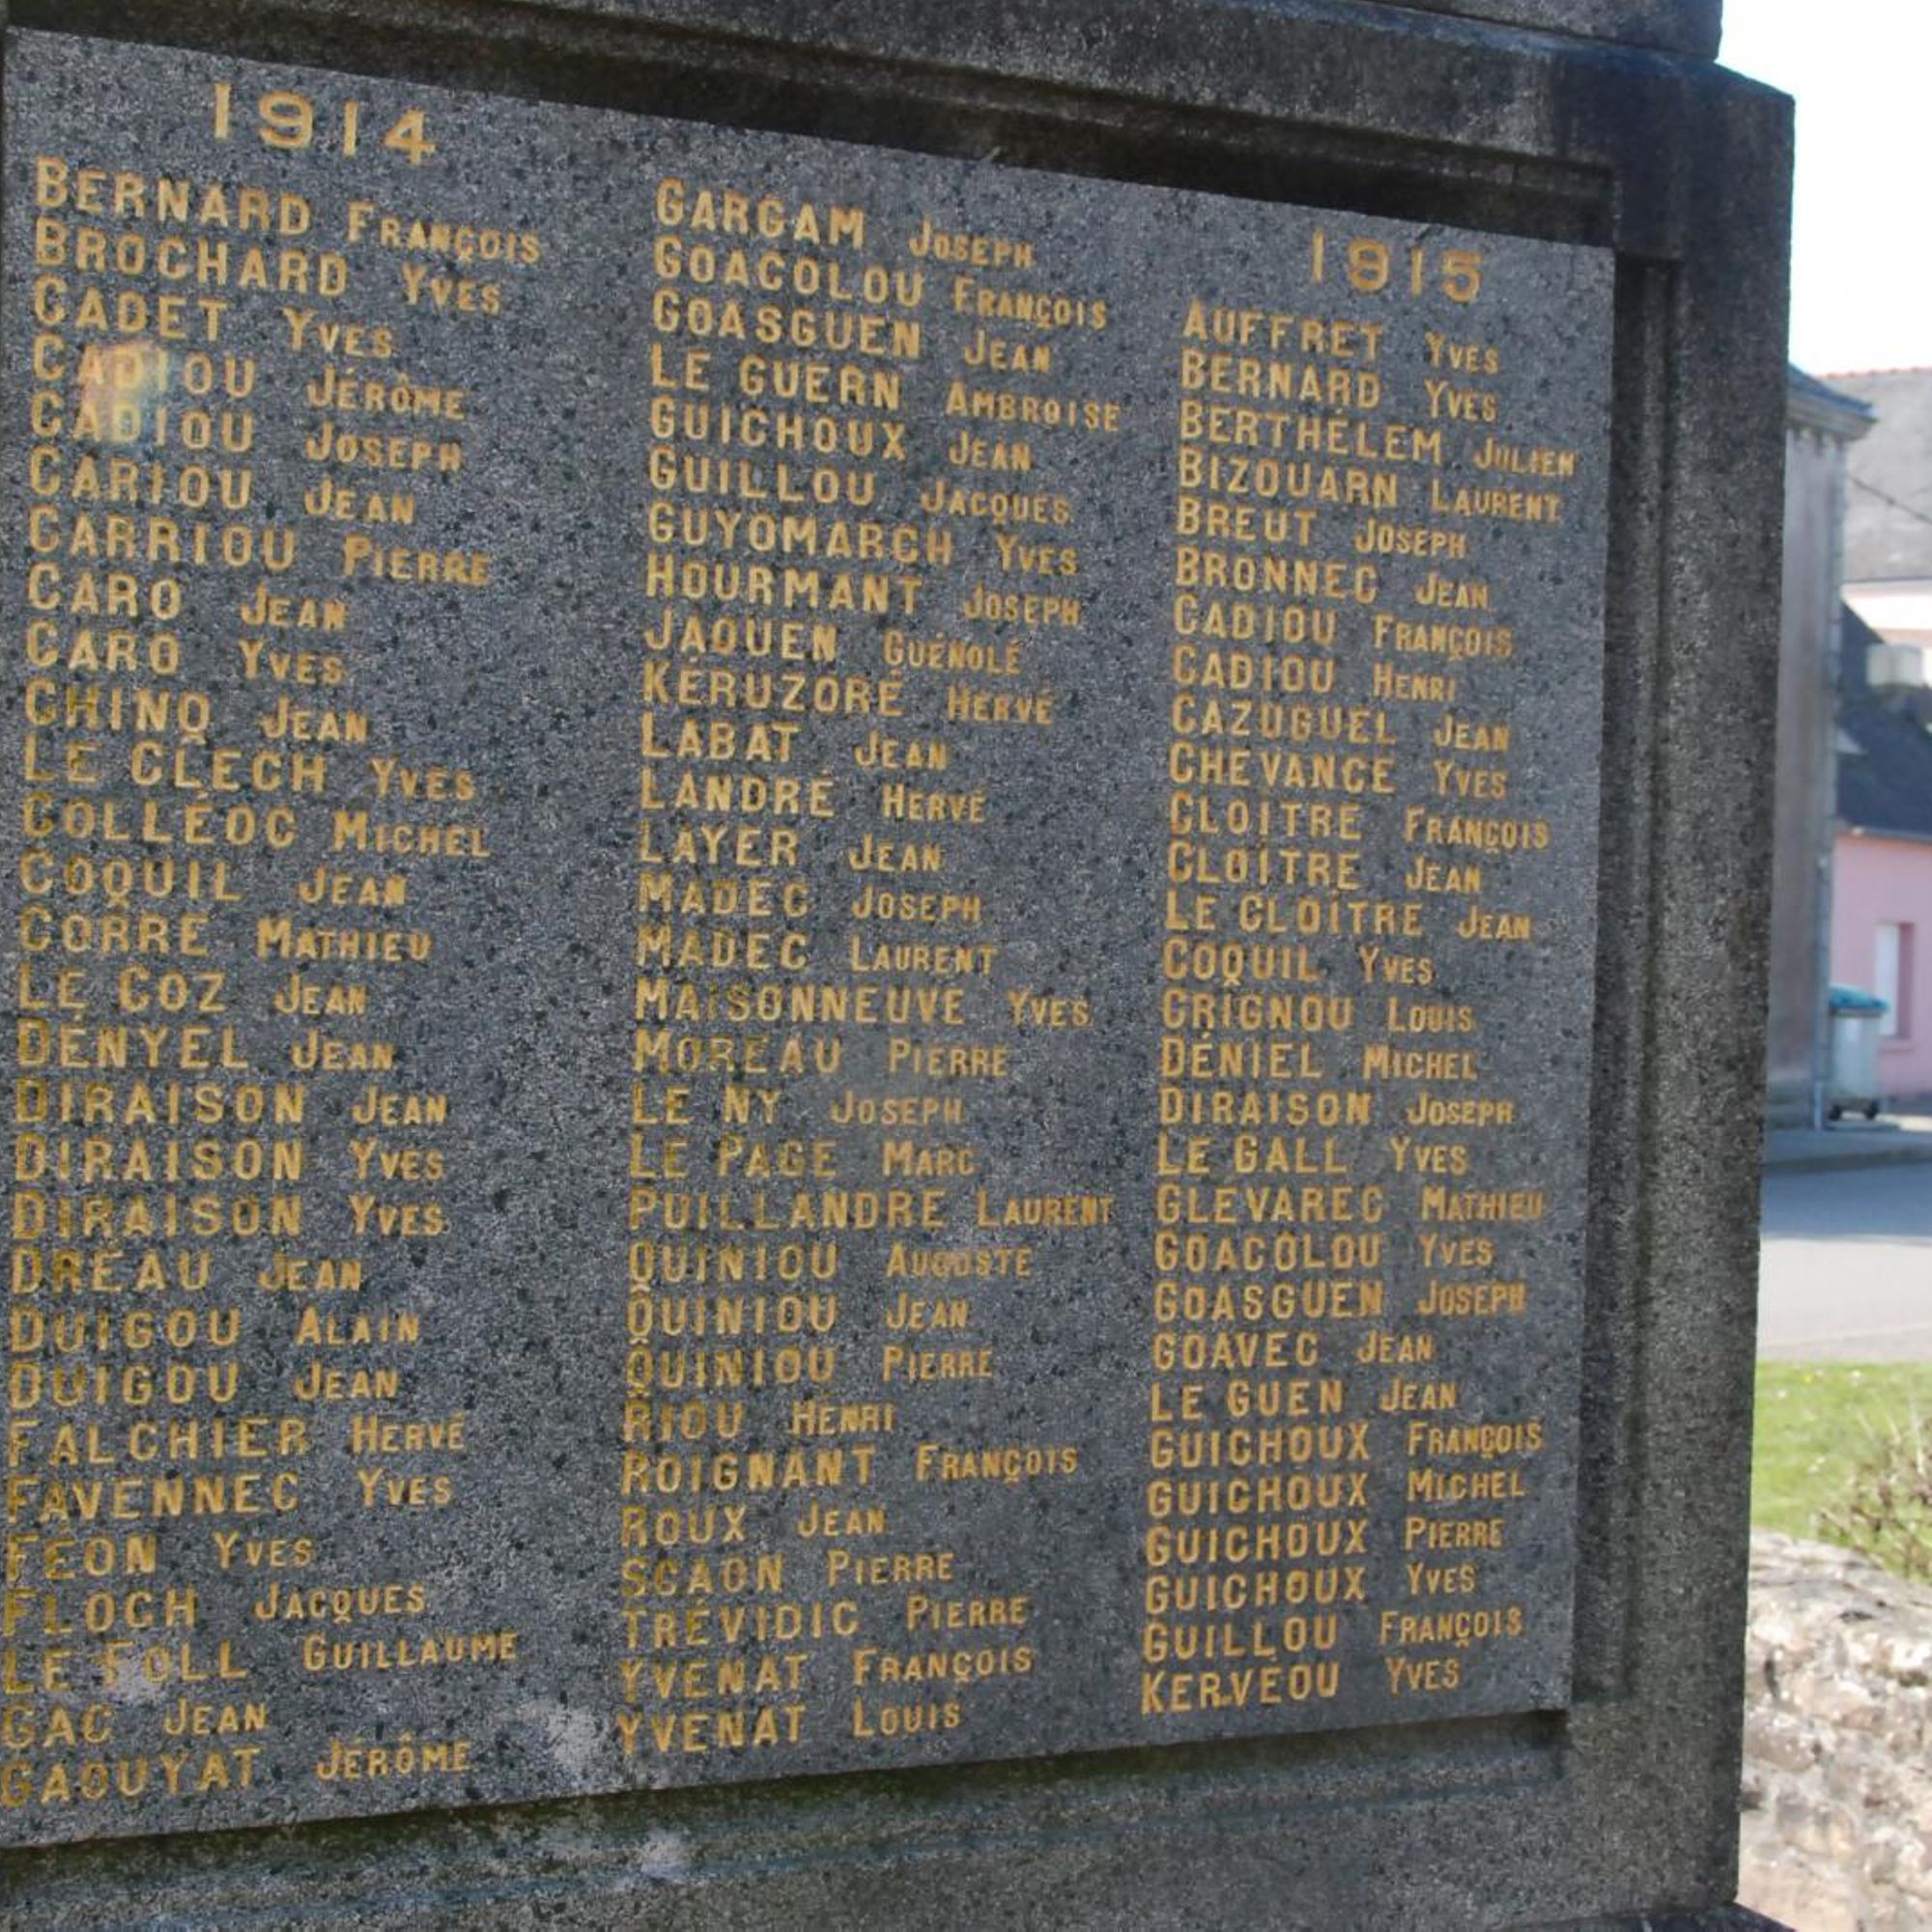 1914
BERNARD FRANÇOIS
BROCHARD YVES
CADET YVES
CADIOU JÉRÔME
CADIOU JOSEPH
CARIOU JEAN
CARRIOU PIERRE
CARO JEAN
CARO YVES
CHINQ JEAN
LE CLECH YVES
COLLÉOC MICHEL
COQUIL JEAN
CORRE MATHIEU
LE COZ JEAN
DÉNYEL JEAN
DIRAISON JEAN
DIRAISON YVES
DIRAISON YVES
DRÉAU JEAN
DUIGOU ALAIN
DUIGOU JEAN
FALCHIER HERVÉ
FAVENNEC YVES
FÉON YVES
FLOCH JACQUES
LE FOLL GUILLAUME
GAC JEAN
GAOUYAT JÉRÔME
GARGAM JOSEPH
GOACOLOU FRANÇOIS
GOASGUEN JEAN
LE GUERN AMBROISE
GUICHOUX JEAN
GUILLOU JACQUES
GUYOMARCH YVES
HOURMANT JOSEPH
JAOUEN GUÉNOLÉ
KÉRUZORÉ HERVÉ
LABAT JEAN
LANDRÉ HERVÉ
LAYER JEAN
MADEC JOSEPH
MADEC LAURENT
MAISONNEUVE YVES
MOREAU PIERRE
LE NY JOSEPH
LE PAGE MARC
PUILLANDRE LAURENT
QUINIOU AUGUSTE
QUINIOU JEAN
QUINIOU PIERRE
RIOU HENRI
ROIGNANT FRANÇOIS
ROUX JEAN
SCAON PIERRE
TRÉVIDIC PIERRE
YVENAT FRANÇOIS
YVENAT LOUIS
1915
AUFFRET YVES
BERNARD YVES
BERTHÉLEM JULIEN
BIZOUARN LAURENT
BREUT JOSEPH
BRONNEC JEAN
CADIOU FRANÇOIS
CADIOU HENRI
CAZUGUEL JEAN
CHEVANCE YVES
CLOITRE FRANÇOIS
CLOÎTRE JEAN
LE CLOÎTRE JEAN
COQUIL YVES
CRIGNOU LOUIS
DÉNIEL MICHEL
DIRAISON JOSEPH
LE GALL YVES
GLÉVAREC MATHIEU
GOACOLOU YVES
GOASGUEN JOSEPH
GOAVEC JEAN
LE GUEN JEAN
GUICHOUX FRANÇOIS
GUICHOUX MICHEL
GUICHOUX PIERRE
GUICHOUX YVES
GUILLOU FRANÇOIS
KERVÉOU YVES